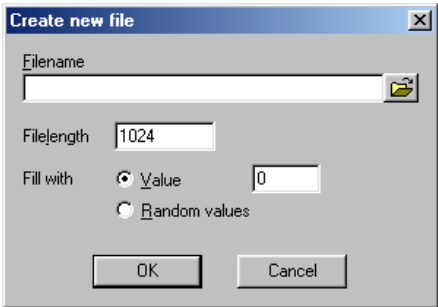 Create new file
Filename
Filelength 1024
Fill with Value 0
Random values
OK Cancel